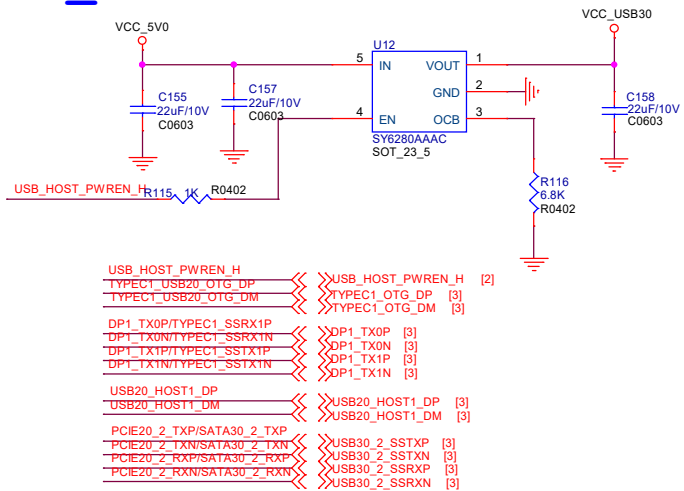 VCC_5V0
VCC_USB30
U12
5 IN VOUT 1
GND 2
4 EN OCB 3
SY6280AAAC
SOT_23_5
C155
22uF/10V
C0603
C157
22uF/10V
C0603
C158
22uF/10V
C0603
USB_HOST_PWREN_H
R115 1K R0402
R116
6.8K
R0402
USB_HOST_PWREN_H USB_HOST_PWREN_H [2]
TYPEC1_USB20_OTG_DP TYPEC1_OTG_DP [3]
TYPEC1_USB20_OTG_DM TYPEC1_OTG_DM [3]
DP1_TX0P/TYPEC1_SSRX1P DP1_TX0P [3]
DP1_TX0N/TYPEC1_SSRX1N DP1_TX0N [3]
DP1_TX1P/TYPEC1_SSTX1P DP1_TX1P [3]
DP1_TX1N/TYPEC1_SSTX1N DP1_TX1N [3]
USB20_HOST1_DP USB20_HOST1_DP [3]
USB20_HOST1_DM USB20_HOST1_DM [3]
PCIE20_2_TXP/SATA30_2_TXP USB30_2_SSTXP [3]
PCIE20_2_TXN/SATA30_2_TXN USB30_2_SSTXN [3]
PCIE20_2_RXP/SATA30_2_RXP USB30_2_SSRXP [3]
PCIE20_2_RXN/SATA30_2_RXN USB30_2_SSRXN [3]